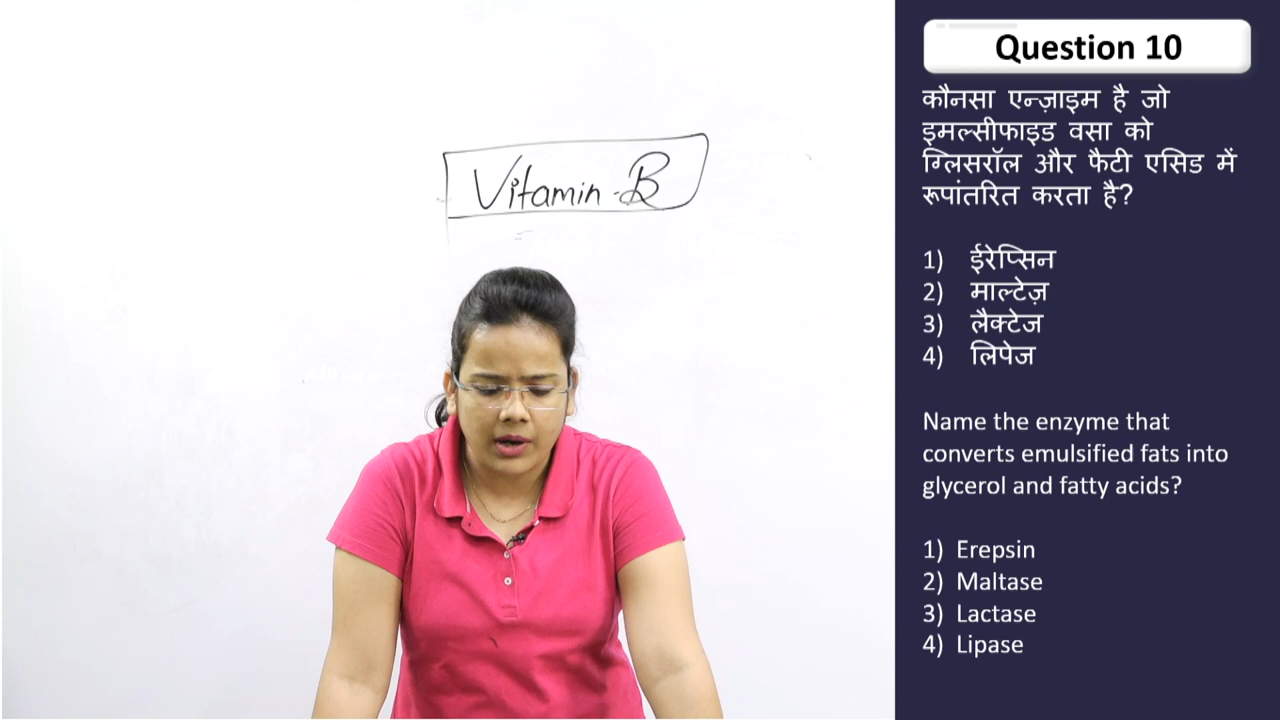 Vitamin-B
Question 10
कौनसा एन्ज़ाइम है जो
इमल्सीफाइड वसा को
ग्लिसरॉल और फैटी एसिड में
रूपांतरित करता है?
1) ईरेप्सिन
2) माल्टेज़
3) लैक्टेज
4) लिपेज
Name the enzyme that
converts emulsified fats into
glycerol and fatty acids?
1) Erepsin
2) Maltase
3) Lactase
4) Lipase